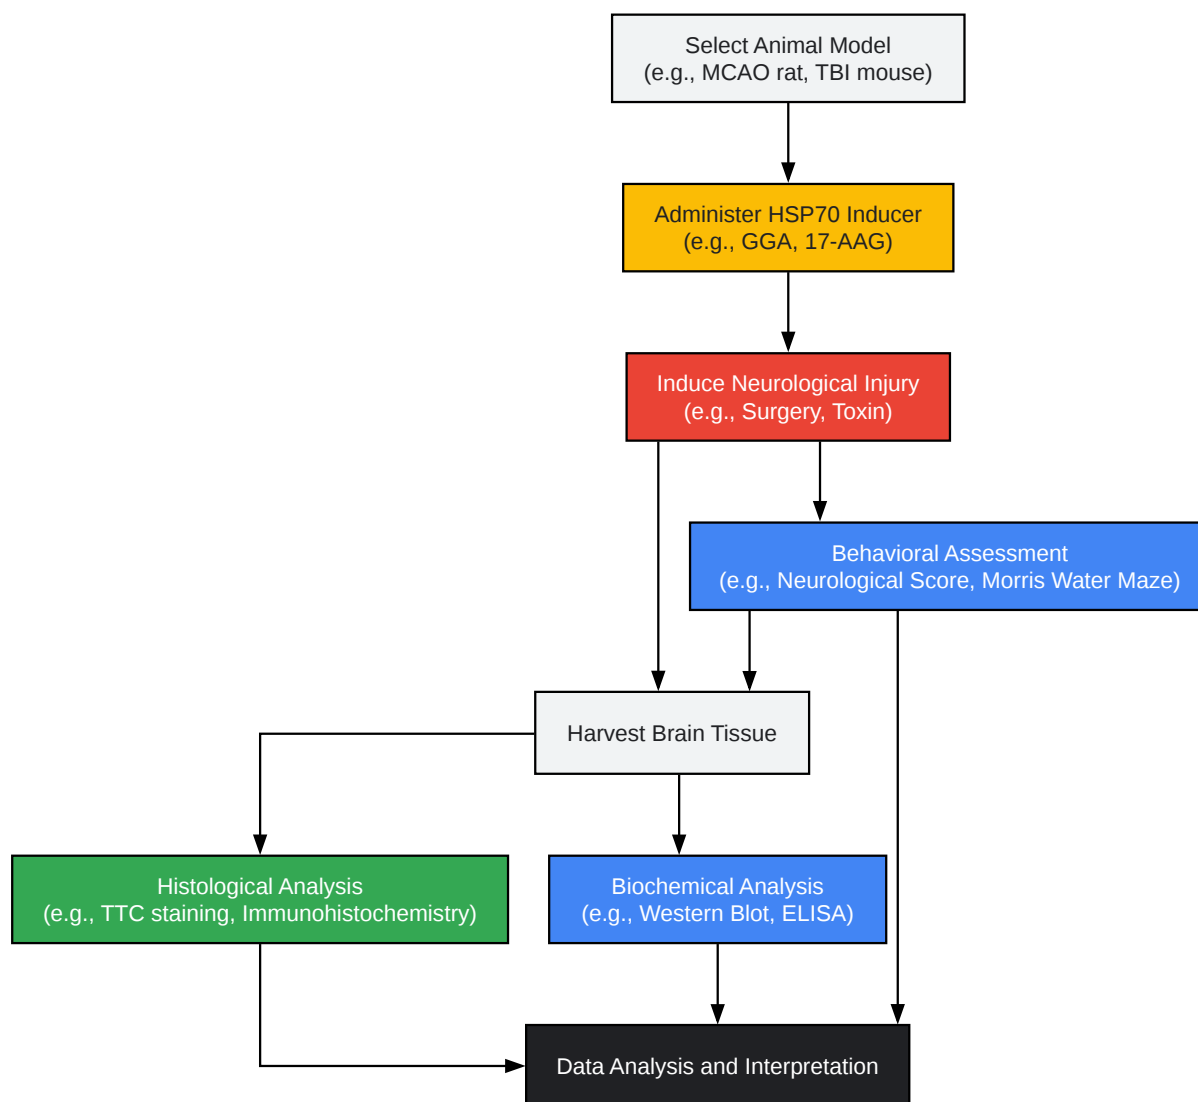 Select Animal Model
(e.g., MCAO rat, TBI mouse)
Administer HSP70 Inducer
(e.g., GGA, 17-AAG)
Induce Neurological Injury
(e.g., Surgery, Toxin)
Behavioral Assessment
(e.g., Neurological Score, Morris Water Maze)
Harvest Brain Tissue
Histological Analysis
(e.g., TTC staining, Immunohistochemistry)
Biochemical Analysis
(e.g., Western Blot, ELISA)
Data Analysis and Interpretation